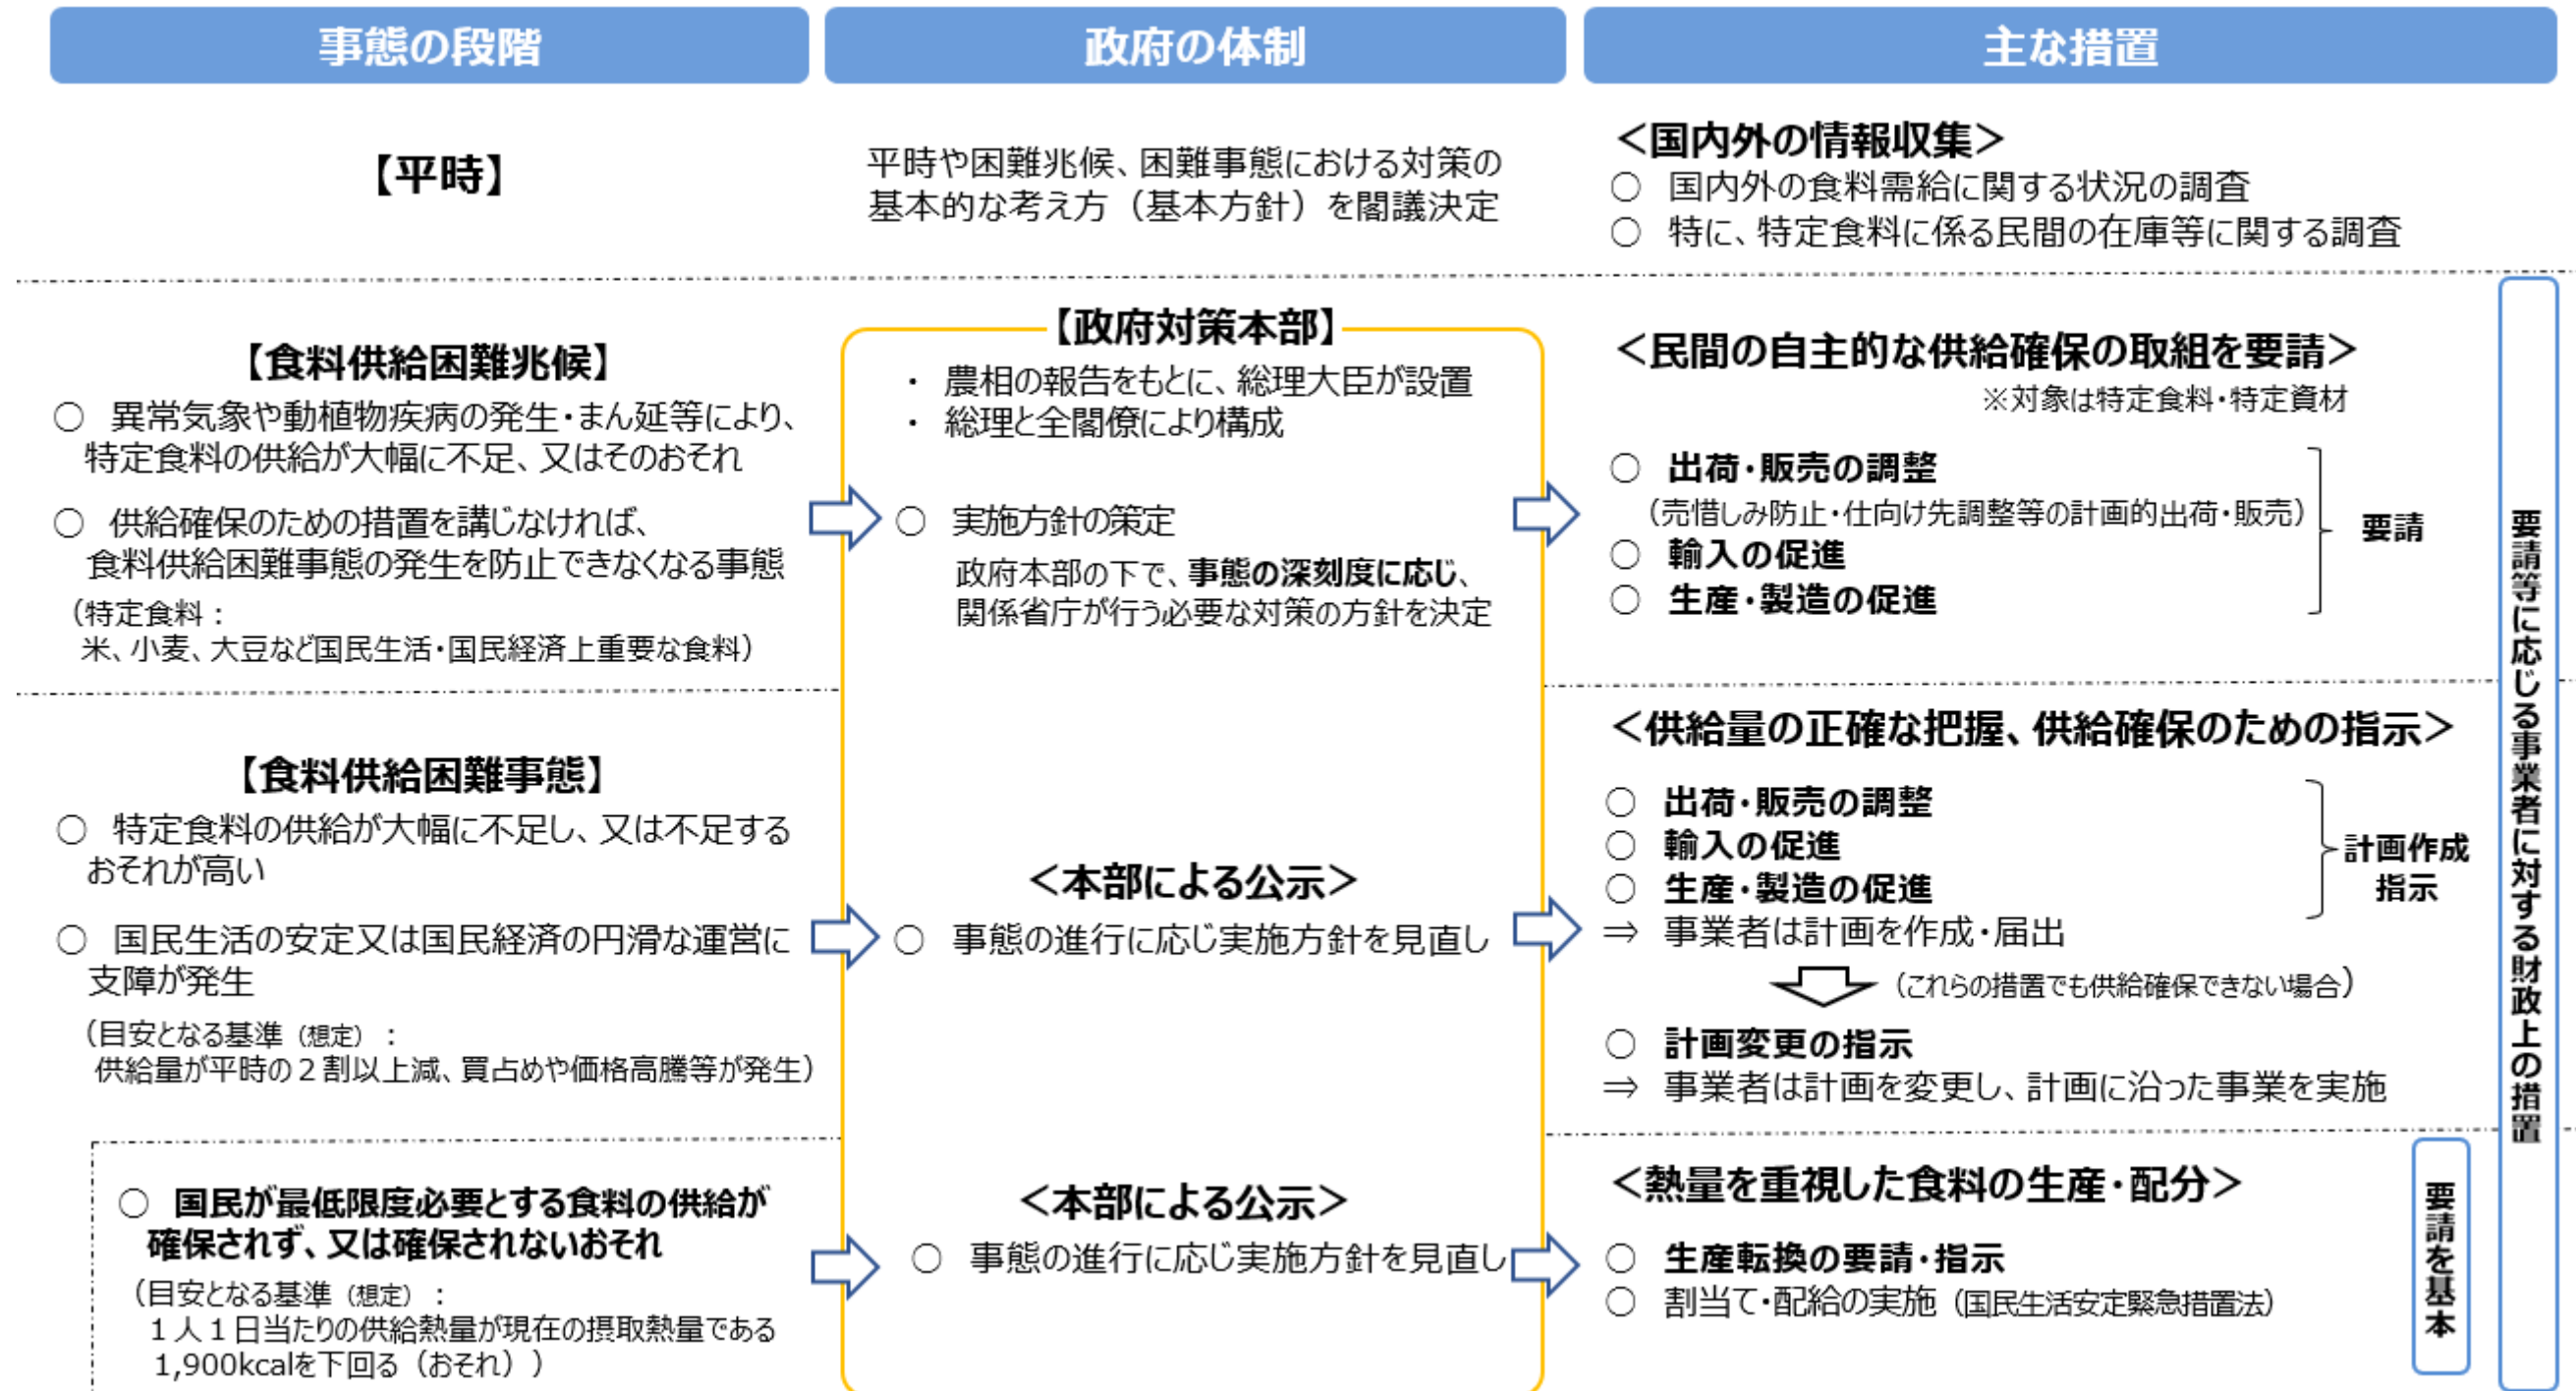 事態の段階
政府の体制
主な措置
【平時】
平時や困難兆候、困難事態における対策の
基本的な考え方（基本方針）を閣議決定
＜国内外の情報収集＞
○ 国内外の食料需給に関する状況の調査
○ 特に、特定食料に係る民間の在庫等に関する調査
【食料供給困難兆候】
○ 異常気象や動植物疾病の発生・まん延等により、
特定食料の供給が大幅に不足、又はそのおそれ
○ 供給確保のための措置を講じなければ、
食料供給困難事態の発生を防止できなくなる事態
（特定食料：
米、小麦、大豆など国民生活・国民経済上重要な食料）
【政府対策本部】
・ 農相の報告をもとに、総理大臣が設置
・ 総理と全閣僚により構成
○ 実施方針の策定
政府本部の下で、事態の深刻度に応じ、
関係省庁が行う必要な対策の方針を決定
＜民間の自主的な供給確保の取組を要請＞
※対象は特定食料・特定資材
○ 出荷・販売の調整
（売惜しみ防止・仕向け先調整等の計画的出荷・販売）
○ 輸入の促進
○ 生産・製造の促進
要請
【食料供給困難事態】
○ 特定食料の供給が大幅に不足し、又は不足する
おそれが高い
○ 国民生活の安定又は国民経済の円滑な運営に
支障が発生
（目安となる基準（想定）：
供給量が平時の２割以上減、買占めや価格高騰等が発生）
＜本部による公示＞
○ 事態の進行に応じ実施方針を見直し
＜供給量の正確な把握、供給確保のための指示＞
○ 出荷・販売の調整
○ 輸入の促進
○ 生産・製造の促進
⇒ 事業者は計画を作成・届出
計画作成
指示
（これらの措置でも供給確保できない場合）
○ 計画変更の指示
⇒ 事業者は計画を変更し、計画に沿った事業を実施
○ 国民が最低限度必要とする食料の供給が
確保されず、又は確保されないおそれ
（目安となる基準（想定）：
１人１日当たりの供給熱量が現在の摂取熱量である
1,900kcalを下回る（おそれ））
＜本部による公示＞
○ 事態の進行に応じ実施方針を見直し
＜熱量を重視した食料の生産・配分＞
○ 生産転換の要請・指示
○ 割当て・配給の実施（国民生活安定緊急措置法）
要請を基本
要請等に応じる事業者に対する財政上の措置